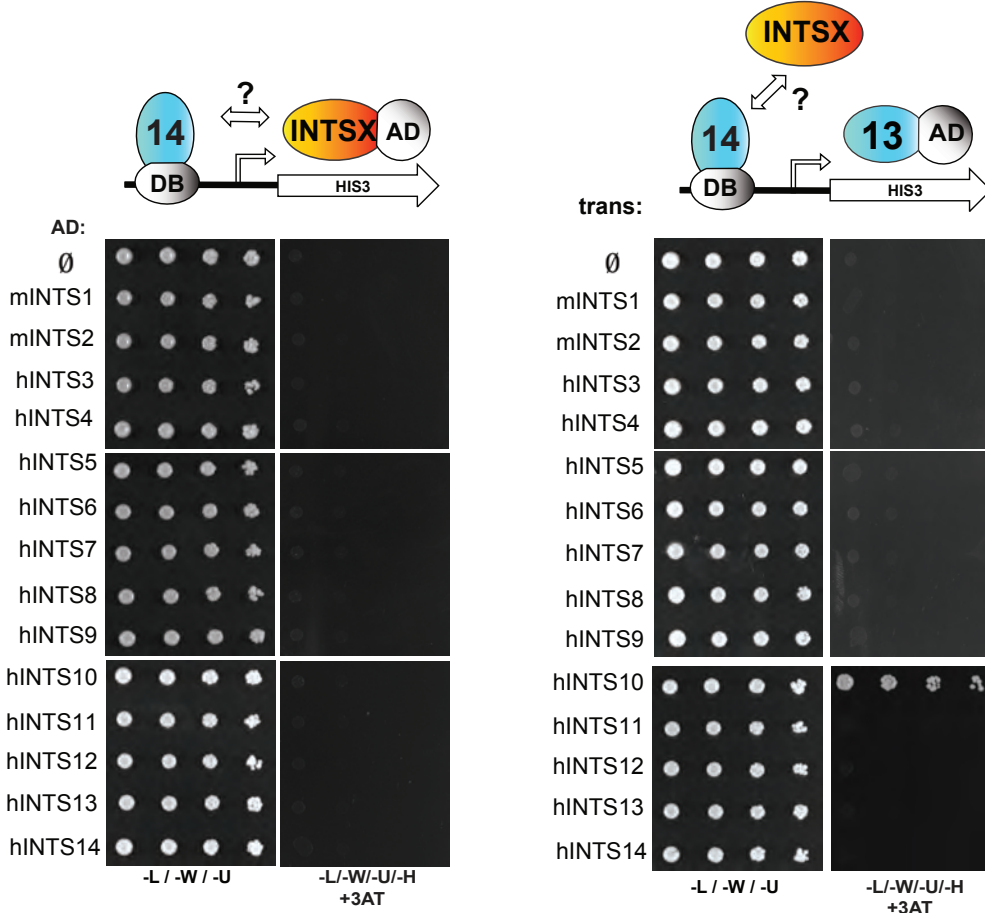 ?
14
INTSX
AD
DB
HIS3
AD:
Ø
mINTS1
mINTS2
hINTS3
hINTS4
hINTS5
hINTS6
hINTS7
hINTS8
hINTS9
hINTS10
hINTS11
hINTS12
hINTS13
hINTS14
-L / -W / -U
-L/-W/-U/-H
+3AT
INTSX
?
14
13
AD
DB
HIS3
trans:
Ø
mINTS1
mINTS2
hINTS3
hINTS4
hINTS5
hINTS6
hINTS7
hINTS8
hINTS9
hINTS10
hINTS11
hINTS12
hINTS13
hINTS14
-L / -W / -U
-L/-W/-U/-H
+3AT